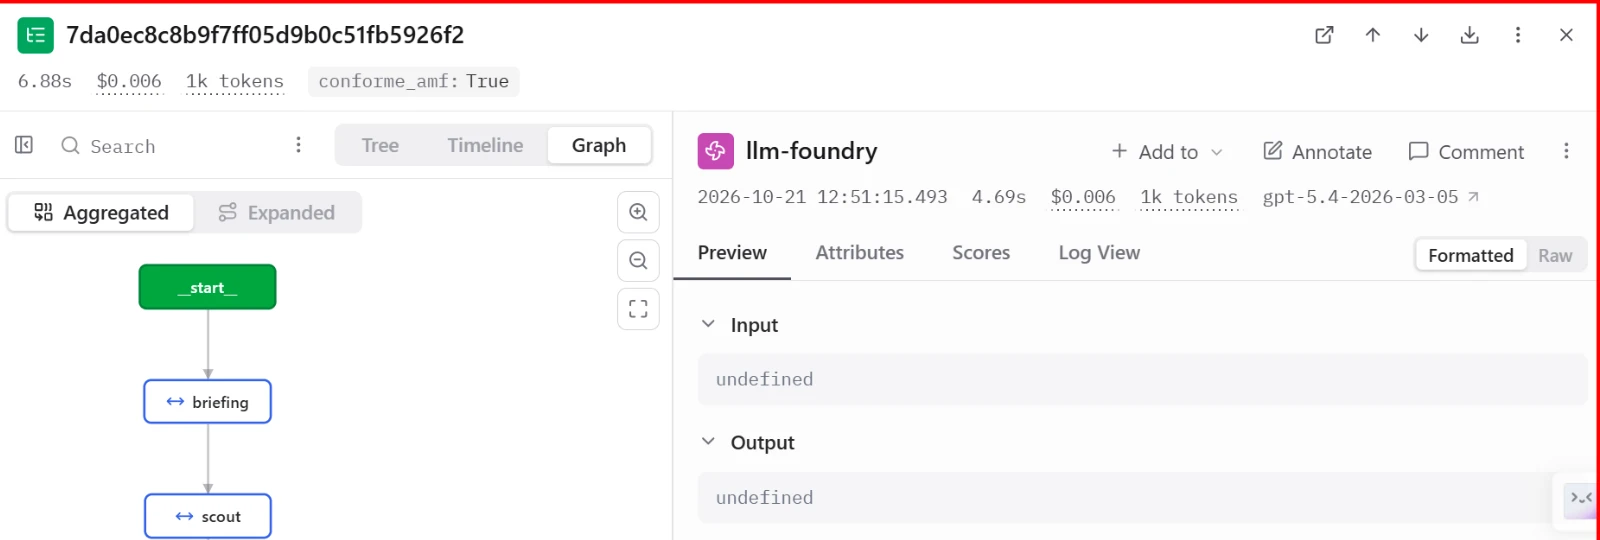 7da0ec8c8b9f7ff05d9b0c51fb5926f2
6.88s $0.006 1k tokens conforme_amf: True
Search Tree Timeline Graph
Aggregated Expanded
__start__
briefing
scout
llm-foundry Add to Annotate Comment
2026-10-21 12:51:15.493 4.69s $0.006 1k tokens gpt-5.4-2026-03-05
Preview Attributes Scores Log View Formatted Raw
Input
undefined
Output
undefined